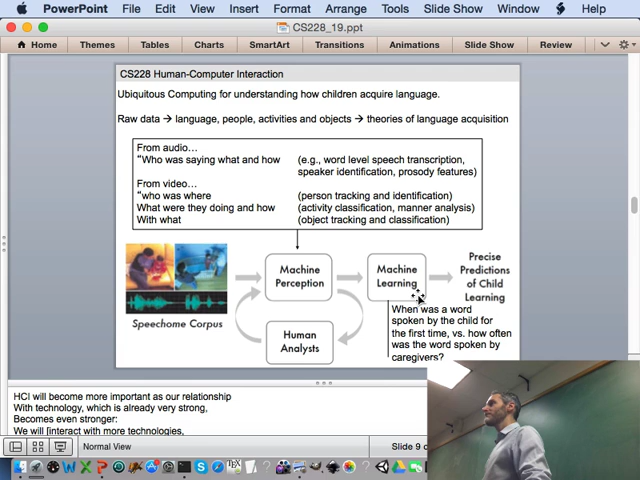 PowerPoint File Edit View Insert Format Arrange Tools Slide Show Window Help
CS228_19.ppt
Home Themes Tables Charts SmartArt Transitions Animations Slide Show Review
CS228 Human-Computer Interaction
Ubiquitous Computing for understanding how children acquire language.
Raw data → language, people, activities and objects → theories of language acquisition
From audio…
"Who was saying what and how (e.g., word level speech transcription,
speaker identification, prosody features)
From video…
"who was where (person tracking and identification)
What were they doing and how (activity classification, manner analysis)
With what (object tracking and classification)
Machine
Perception
Machine
Learning
Precise
Predictions
of Child
Learning
Speechome Corpus
Human
Analysts
When was a word
spoken by the child for
the first time, vs. how often
was the word spoken by
caregivers?
HCI will become more important as our relationship
With technology, which is already very strong,
Becomes even stronger:
We will [interact with more technologies,
Normal View
Slide 9 o